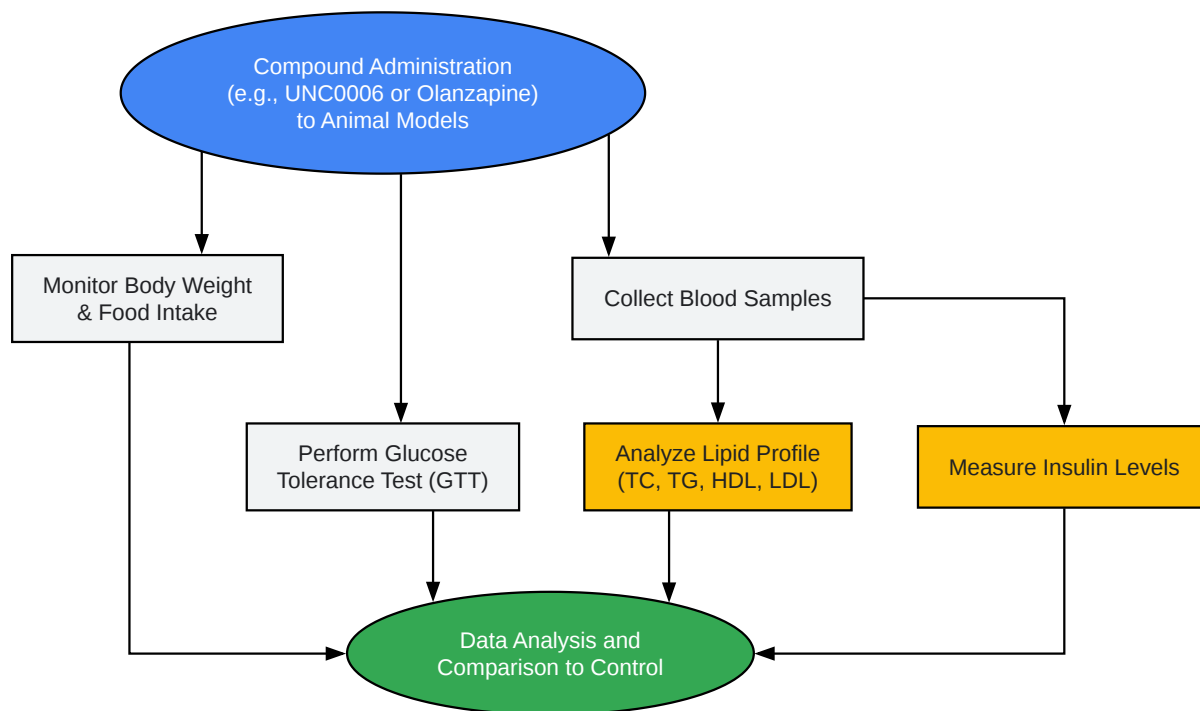 Compound Administration
(e.g., UNC0006 or Olanzapine)
to Animal Models
Monitor Body Weight
& Food Intake
Collect Blood Samples
Perform Glucose
Tolerance Test (GTT)
Analyze Lipid Profile
(TC, TG, HDL, LDL)
Measure Insulin Levels
Data Analysis and
Comparison to Control